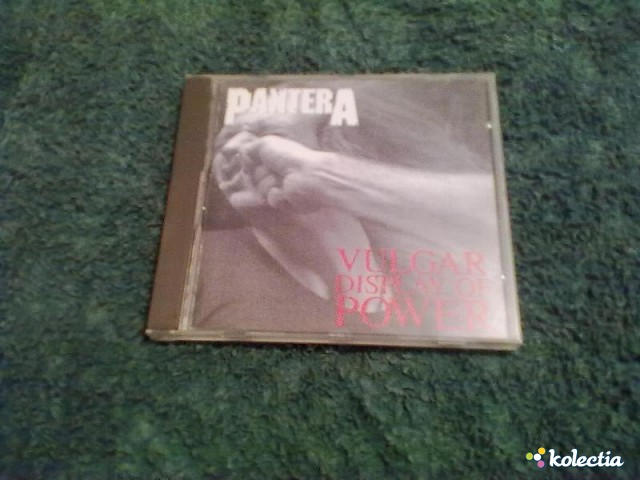 PANTERA
VULGAR
DISPLAY OF
POWER
kolectia